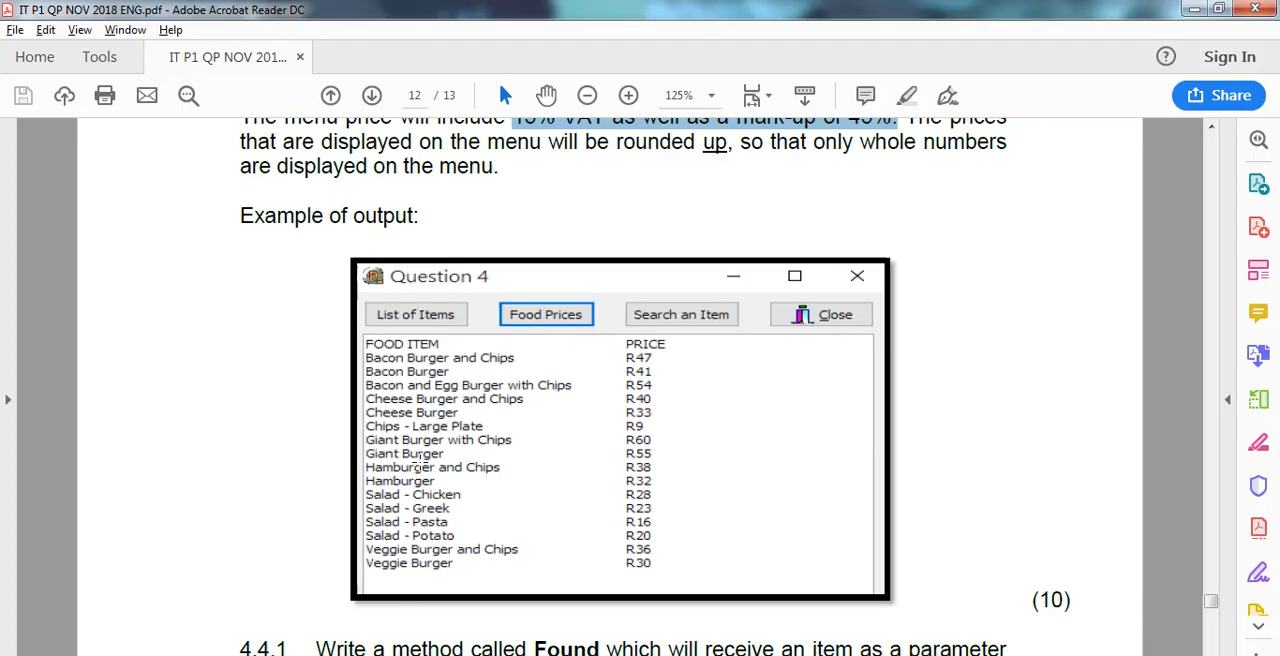 IT P1 QP NOV 2018 ENG.pdf - Adobe Acrobat Reader DC
File Edit View Window Help
Home Tools IT P1 QP NOV 201... × Sign In
12 / 13 125% Share
The menu price will include 15% VAT as well as a mark-up of 45%. The prices
that are displayed on the menu will be rounded up, so that only whole numbers
are displayed on the menu.
Example of output:
Question 4
List of Items Food Prices Search an Item Close
FOOD ITEM PRICE
Bacon Burger and Chips R47
Bacon Burger R41
Bacon and Egg Burger with Chips R54
Cheese Burger and Chips R40
Cheese Burger R33
Chips - Large Plate R9
Giant Burger with Chips R60
Giant Burger R55
Hamburger and Chips R38
Hamburger R32
Salad - Chicken R28
Salad - Greek R23
Salad - Pasta R16
Salad - Potato R20
Veggie Burger and Chips R36
Veggie Burger R30
(10)
4.4.1 Write a method called Found which will receive an item as a parameter